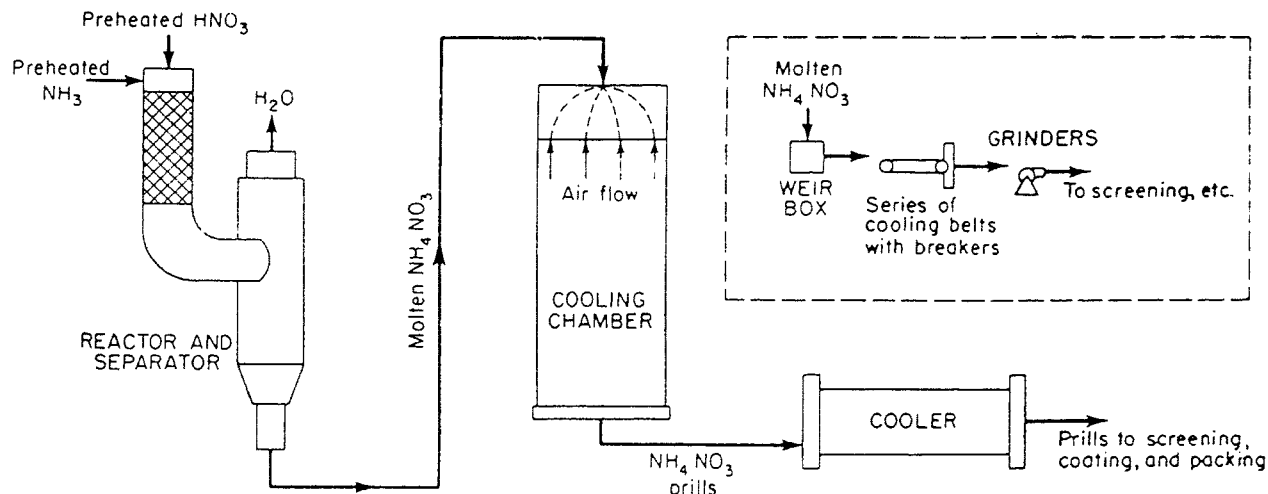 Preheated HNO₃
Preheated
NH₃
H₂O
REACTOR AND
SEPARATOR
Molten NH₄ NO₃
Air flow
COOLING
CHAMBER
NH₄ NO₃
prills
COOLER
Prills to screening,
coating, and packing
Molten
NH₄ NO₃
WEIR
BOX
Series of
cooling belts
with breakers
GRINDERS
To screening, etc.